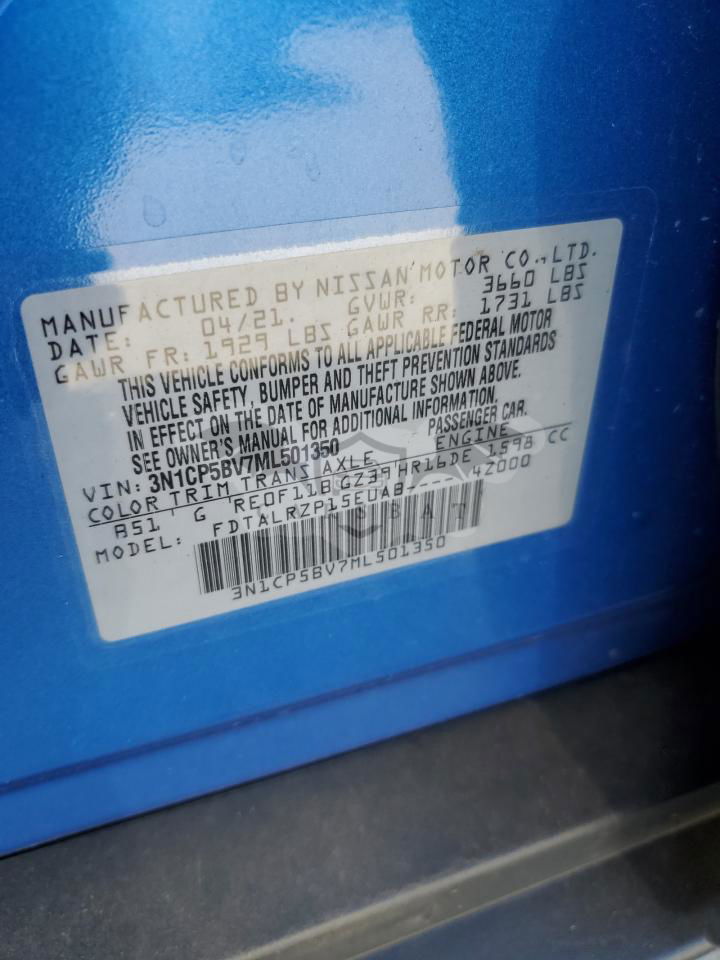 MANUFACTURED BY NISSAN MOTOR CO., LTD.
DATE: 04/21. GVWR: 3660 LBS
GAWR FR: 1929 LBS GAWR RR: 1731 LBS
THIS VEHICLE CONFORMS TO ALL APPLICABLE FEDERAL MOTOR
VEHICLE SAFETY, BUMPER AND THEFT PREVENTION STANDARDS
IN EFFECT ON THE DATE OF MANUFACTURE SHOWN ABOVE.
SEE OWNER'S MANUAL FOR ADDITIONAL INFORMATION.
VIN: 3N1CP5BV7ML501350 PASSENGER CAR.
COLOR TRIM TRANS AXLE ENGINE
B51 G RE0F11B GZ39 HR16DE 1598 CC
MODEL: FDTALRZP15EUAB7---- 42000
3N1CP5BV7ML501350